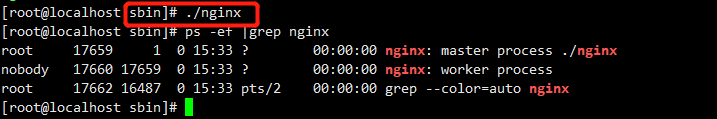 [root@localhost sbin]# ./nginx
[root@localhost sbin]# ps -ef |grep nginx
root     17659     1  0 15:33 ?        00:00:00 nginx: master process ./nginx
nobody   17660 17659  0 15:33 ?        00:00:00 nginx: worker process
root     17662 16487  0 15:33 pts/2    00:00:00 grep --color=auto nginx
[root@localhost sbin]#